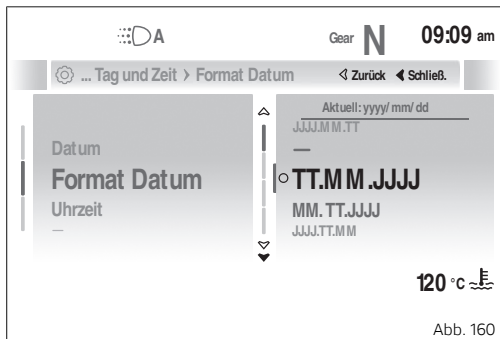 A Gear N 09:09 am
... Tag und Zeit > Format Datum Zurück Schließ.
Aktuell: yyyy/ mm/ dd
JJJJ.MM.TT
Datum
Format Datum
TT.MM.JJJJ
Uhrzeit
MM. TT.JJJJ
JJJJ.TT.MM
120 °C
Abb. 160